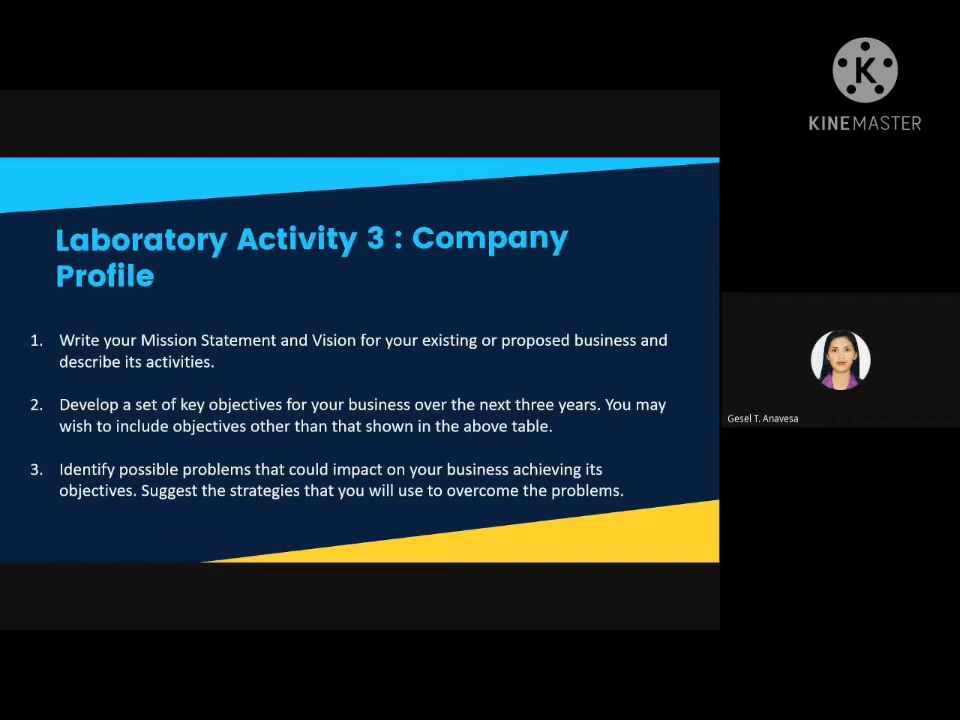 KINEMASTER
Laboratory Activity 3 : Company
Profile
1. Write your Mission Statement and Vision for your existing or proposed business and
describe its activities.
2. Develop a set of key objectives for your business over the next three years. You may
wish to include objectives other than that shown in the above table.
3. Identify possible problems that could impact on your business achieving its
objectives. Suggest the strategies that you will use to overcome the problems.
Gesel T. Anavesa